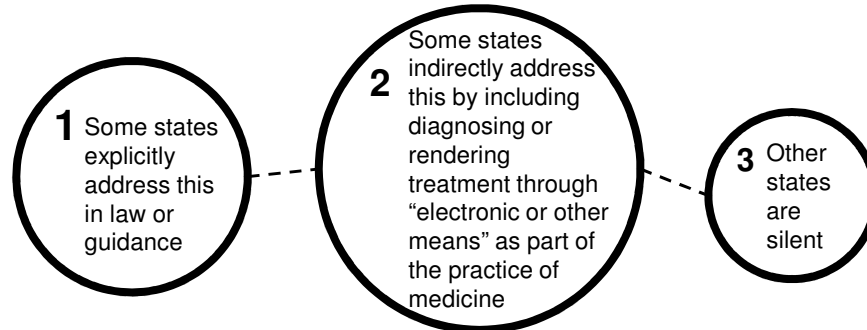 1 Some states
explicitly
address this
in law or
guidance
2 Some states
indirectly address
this by including
diagnosing or
rendering
treatment through
“electronic or other
means” as part of
the practice of
medicine
3 Other
states
are
silent